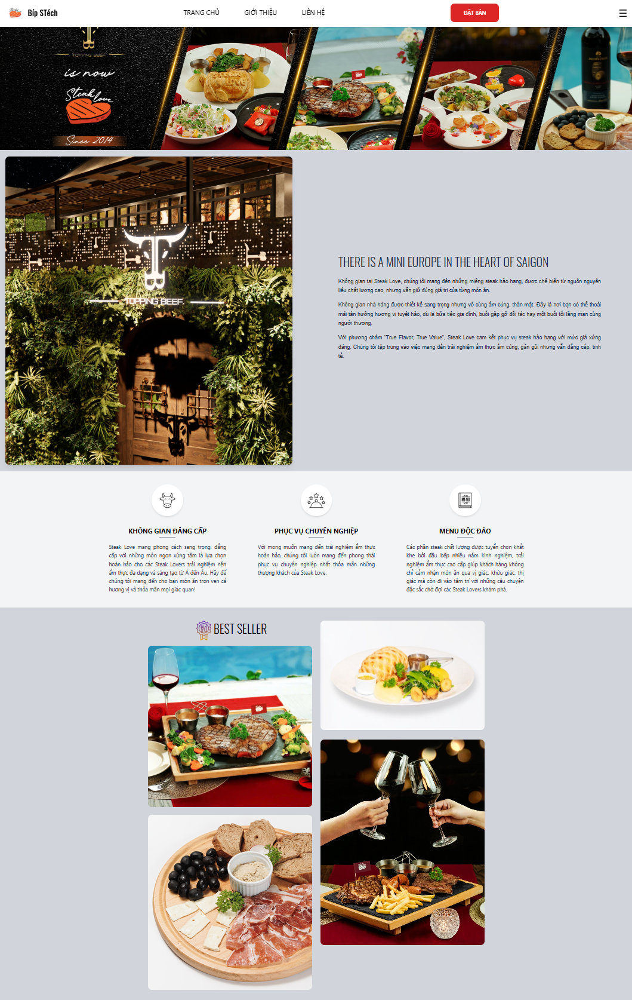 Bíp STéch
TRANG CHỦ
GIỚI THIỆU
LIÊN HỆ
ĐẶT BÀN
TOPPING BEEF
is now
Steak love
Since 2014
STEAK LOVE
TOPPING BEEF
THERE IS A MINI EUROPE IN THE HEART OF SAIGON
Không gian tại Steak Love, chúng tôi mang đến những miếng steak hảo hạng, được chế biến từ nguồn nguyên
liệu chất lượng cao, nhưng vẫn giữ đúng giá trị của từng món ăn.
Không gian nhà hàng được thiết kế sang trọng nhưng vô cùng ấm cúng, thân mật. Đây là nơi bạn có thể thoải
mái tận hưởng hương vị tuyệt hảo, dù là bữa tiệc gia đình, buổi gặp gỡ đối tác hay một buổi tối lãng mạn cùng
người thương.
Với phương châm "True Flavor, True Value", Steak Love cam kết phục vụ steak hảo hạng với mức giá xứng
đáng. Chúng tôi tập trung vào việc mang đến trải nghiệm ẩm thực ấm cúng, gần gũi nhưng vẫn đẳng cấp, tinh
tế.
KHÔNG GIAN ĐẲNG CẤP
Steak Love mang phong cách sang trọng, đẳng
cấp với những món ngon xứng tầm là lựa chọn
hoàn hảo cho các Steak Lovers trải nghiệm nền
ẩm thực đa dạng và sáng tạo từ Á đến Âu. Hãy để
chúng tôi mang đến cho bạn món ăn trọn vẹn cả
hương vị và thỏa mãn mọi giác quan!
PHỤC VỤ CHUYÊN NGHIỆP
Với mong muốn mang đến trải nghiệm ẩm thực
hoàn hảo, chúng tôi luôn mang đến phong thái
phục vụ chuyên nghiệp nhất thỏa mãn những
thượng khách của Steak Love.
MENU
MENU ĐỘC ĐÁO
Các phần steak chất lượng được tuyển chọn khắt
khe bởi đầu bếp nhiều năm kinh nghiệm, trải
nghiệm ẩm thực cao cấp giúp khách hàng không
chỉ cảm nhận món ăn qua vị giác, khứu giác, thị
giác mà còn đi vào tâm trí với những câu chuyện
đặc sắc chờ đợi các Steak Lovers khám phá.
BEST SELLER